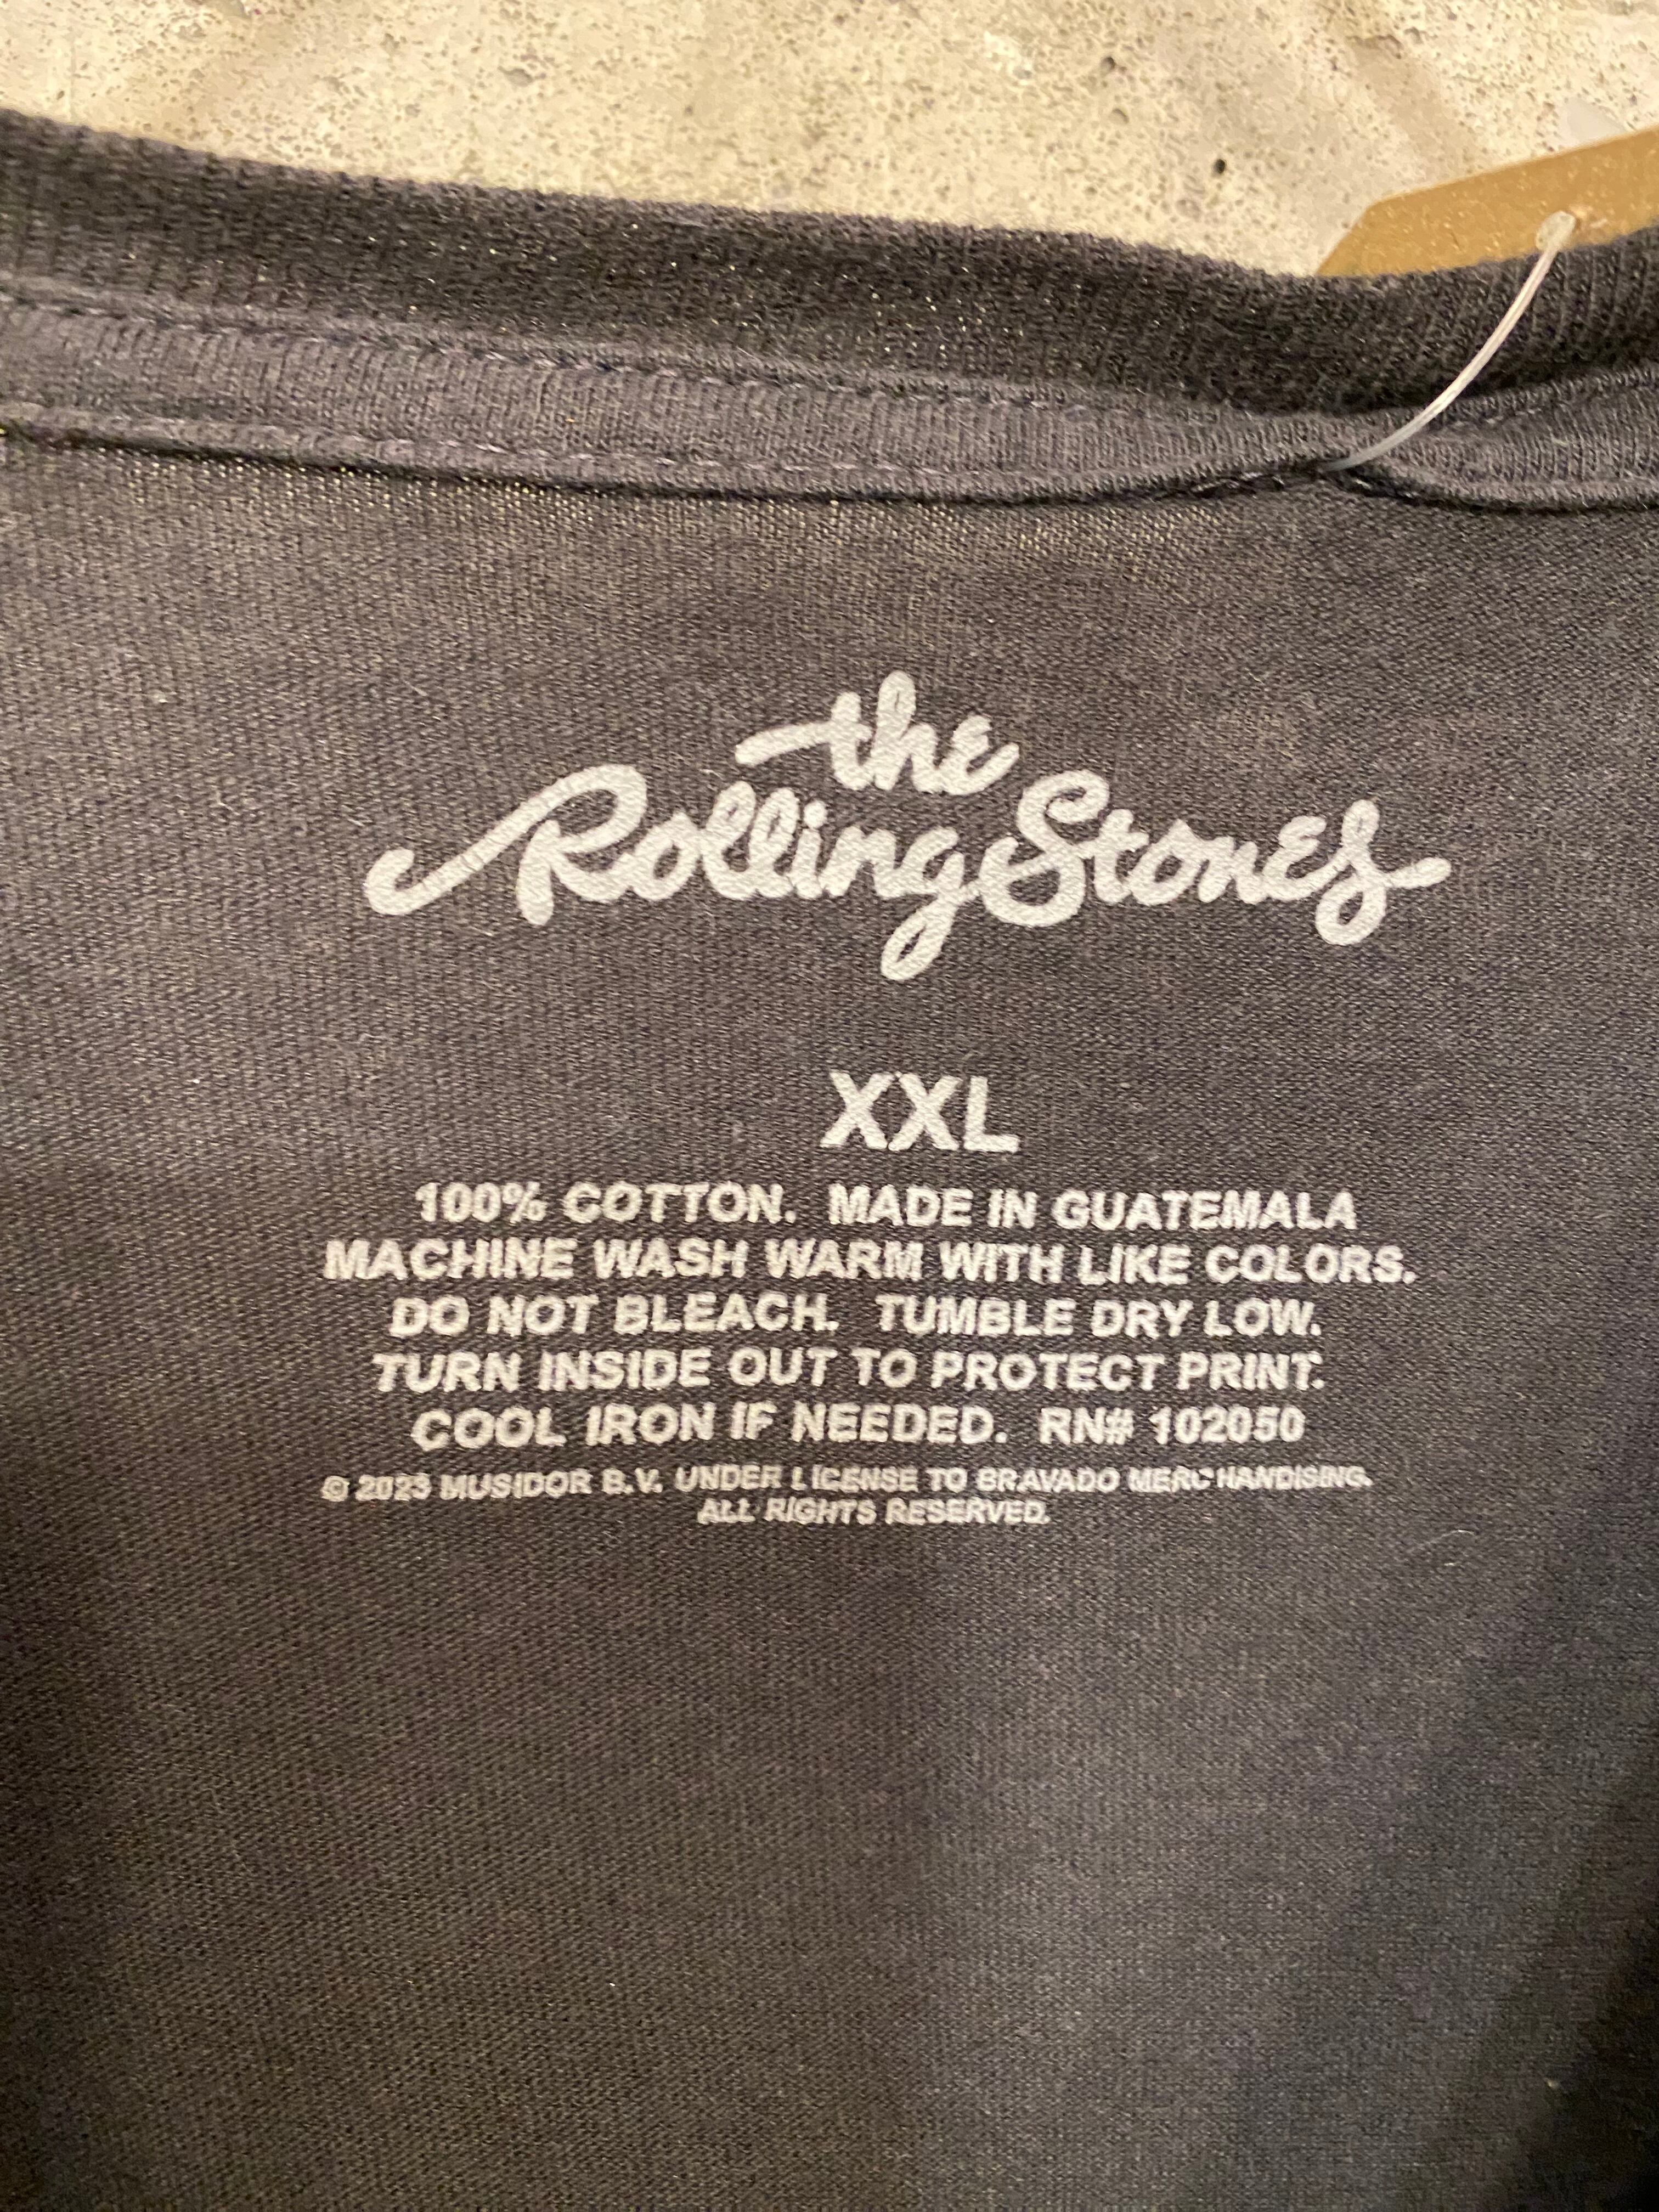 the
Rolling Stones
XXL
100% COTTON. MADE IN GUATEMALA
MACHINE WASH WARM WITH LIKE COLORS.
DO NOT BLEACH. TUMBLE DRY LOW.
TURN INSIDE OUT TO PROTECT PRINT.
COOL IRON IF NEEDED. RN# 102050
© 2023 MUSIDOR B.V. UNDER LICENSE TO BRAVADO MERCHANDISING.
ALL RIGHTS RESERVED.